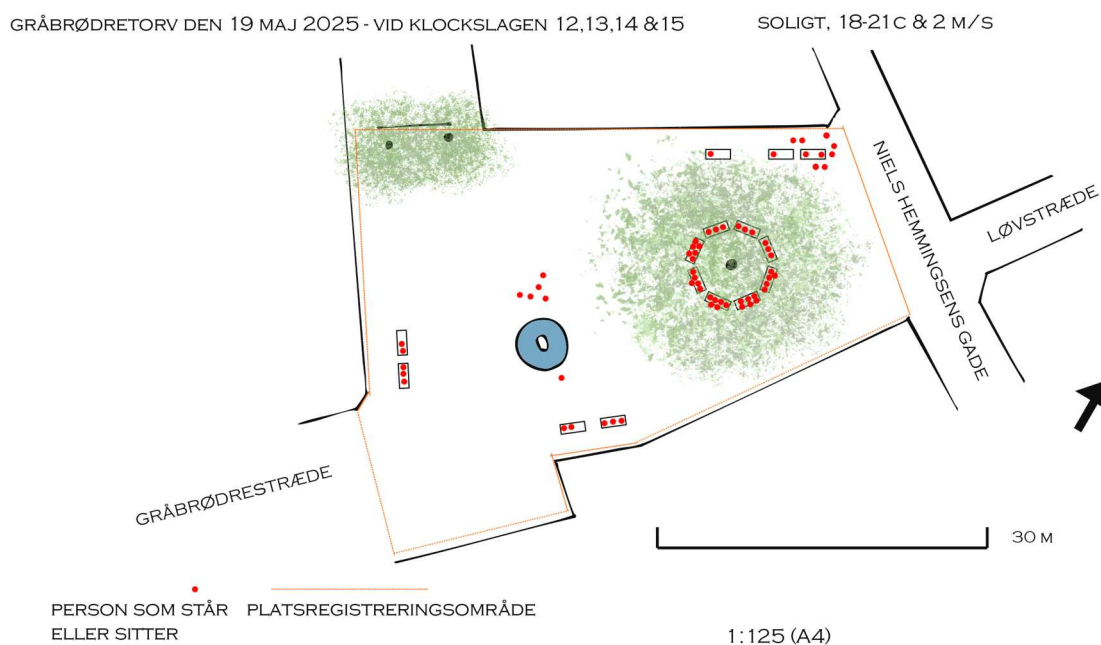 GRÅBRØDRETORV DEN 19 MAJ 2025 - VID KLOCKSLAGEN 12,13,14 &15
SOLIGT, 18-21 C & 2 M/S
NIELS HEMMINGSENS GADE
LØVSTRÆDE
GRÅBRØDRESTRÆDE
30 M
PERSON SOM STÅR
ELLER SITTER
PLATSREGISTRERINGSOMRÅDE
1:125 (A4)